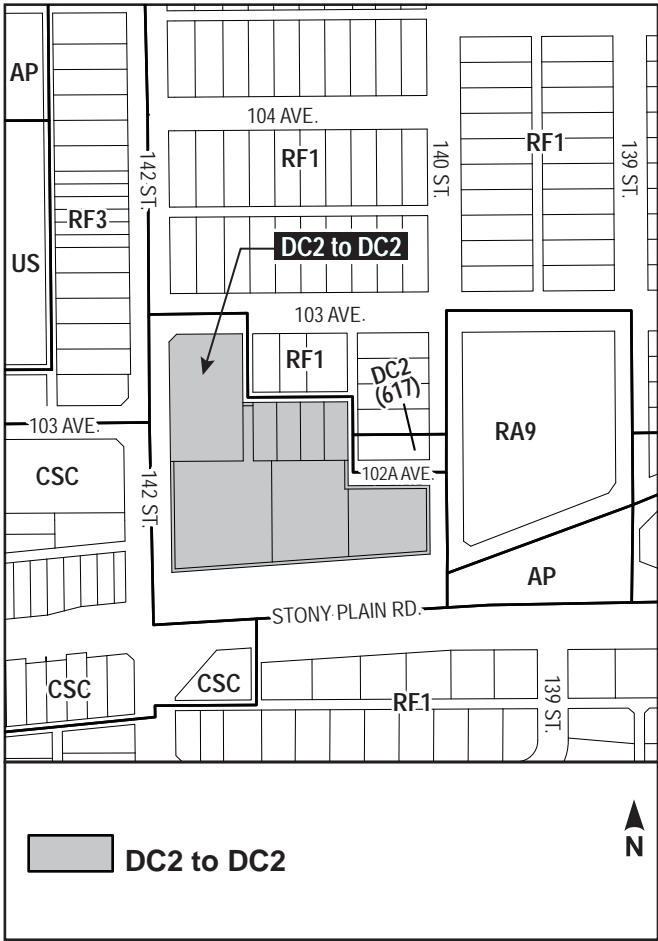 AP
104 AVE.
RF1
RF1
142 ST.
140 ST.
139 ST.
RF3
DC2 to DC2
US
103 AVE.
RF1
DC2
(617)
103 AVE.
RA9
CSC
102A AVE.
142 ST.
AP
STONY PLAIN RD.
CSC
CSC
RF1
139 ST.
DC2 to DC2
N